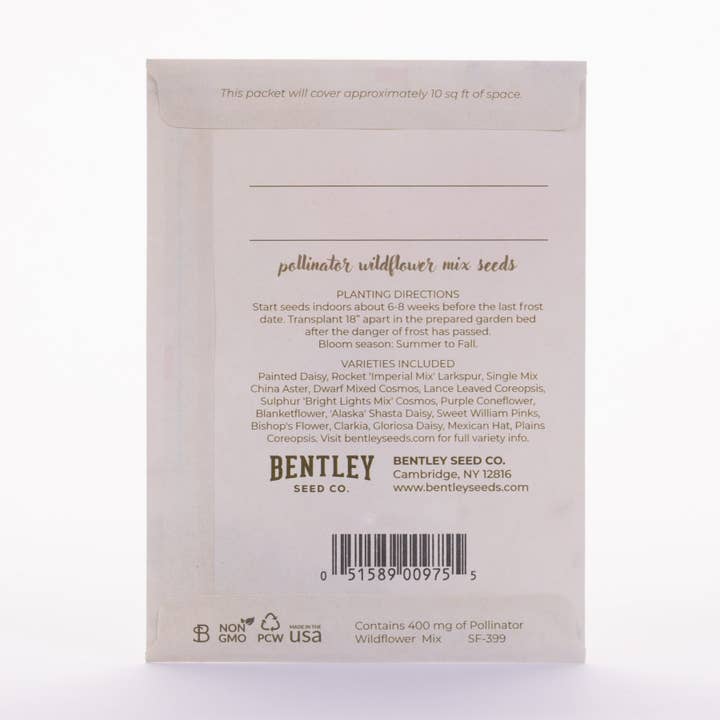 This packet will cover approximately 10 sq ft of space.
pollinator wildflower mix seeds
PLANTING DIRECTIONS
Start seeds indoors about 6-8 weeks before the last frost
date. Transplant 18" apart in the prepared garden bed
after the danger of frost has passed.
Bloom season: Summer to Fall.
VARIETIES INCLUDED
Painted Daisy, Rocket 'Imperial Mix' Larkspur, Single Mix
China Aster, Dwarf Mixed Cosmos, Lance Leaved Coreopsis,
Sulphur 'Bright Lights Mix' Cosmos, Purple Coneflower,
Blanketflower, 'Alaska' Shasta Daisy, Sweet William Pinks,
Bishop's Flower, Clarkia, Gloriosa Daisy, Mexican Hat, Plains
Coreopsis. Visit bentleyseeds.com for full variety info.
BENTLEY
SEED CO.
BENTLEY SEED CO.
Cambridge, NY 12816
www.bentleyseeds.com
0 51589 00975 5
B
NON
GMO
PCW
MADE IN THE
usa
Contains 400 mg of Pollinator
Wildflower Mix SF-399